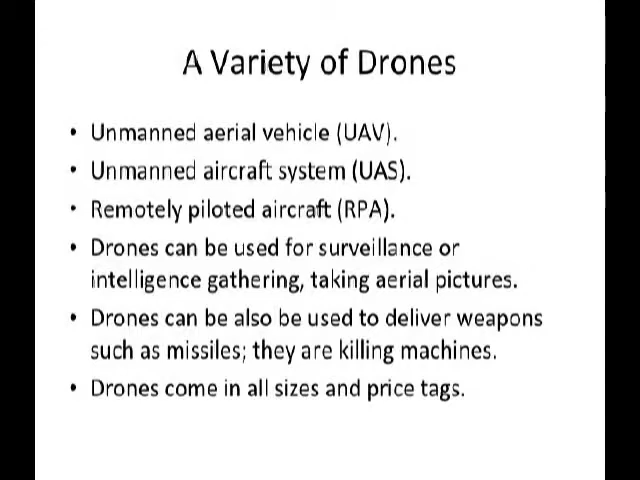 A Variety of Drones
• Unmanned aerial vehicle (UAV).
• Unmanned aircraft system (UAS).
• Remotely piloted aircraft (RPA).
• Drones can be used for surveillance or
intelligence gathering, taking aerial pictures.
• Drones can be also be used to deliver weapons
such as missiles; they are killing machines.
• Drones come in all sizes and price tags.